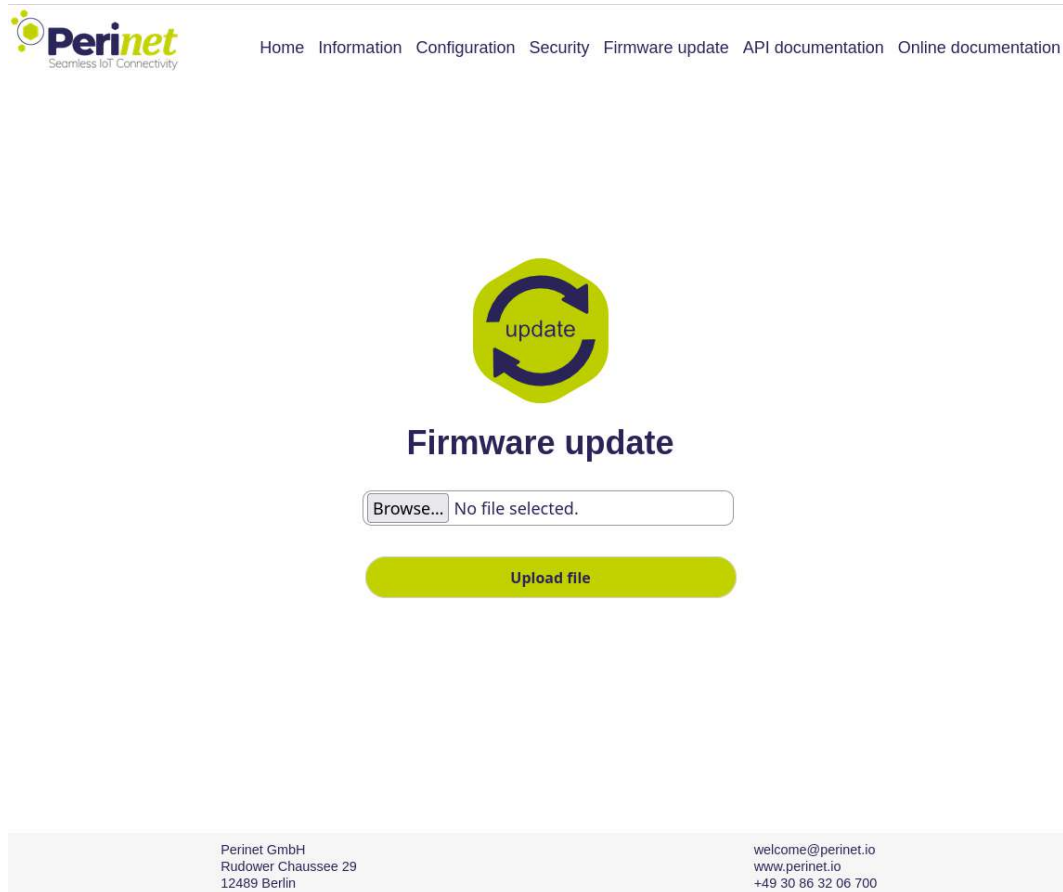 Perinet
Seamless IoT Connectivity
Home Information Configuration Security Firmware update API documentation Online documentation
update
Firmware update
Browse... No file selected.
Upload file
Perinet GmbH
Rudower Chaussee 29
12489 Berlin
welcome@perinet.io
www.perinet.io
+49 30 86 32 06 700